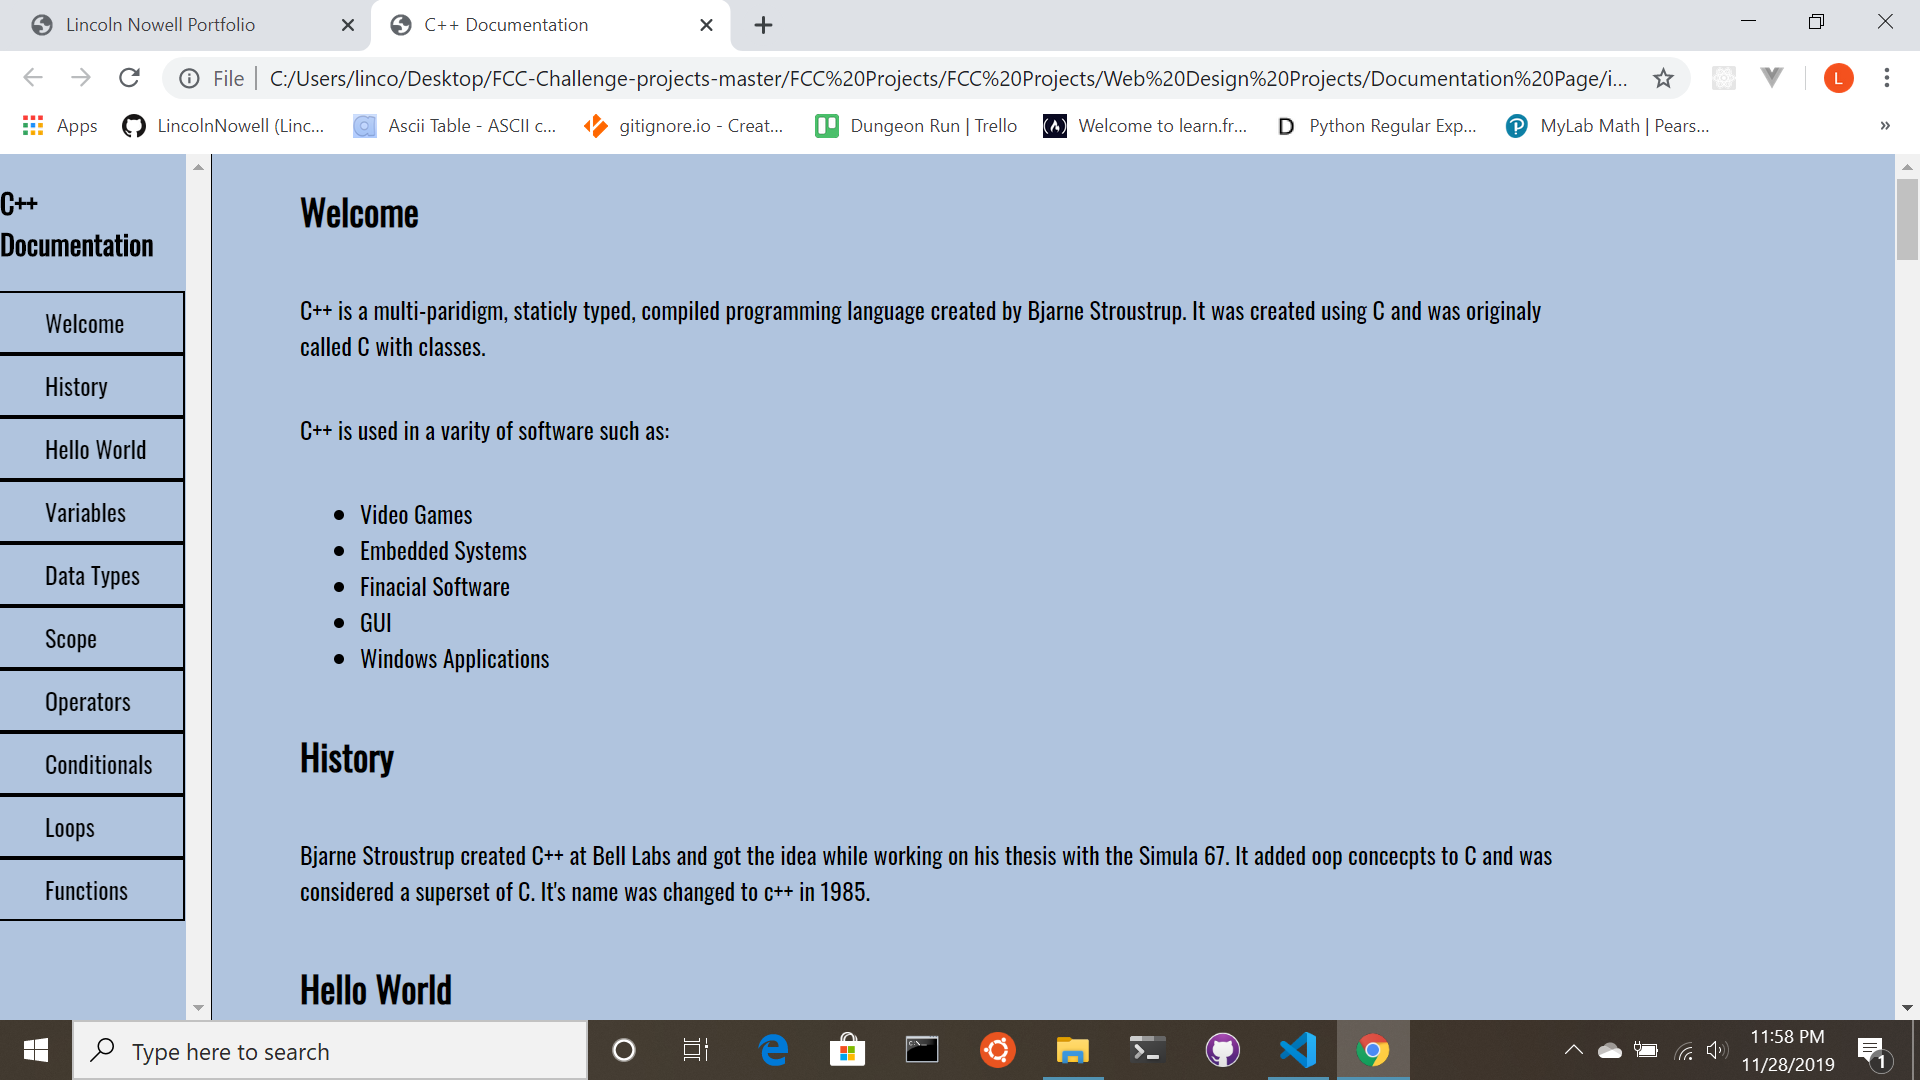 Lincoln Nowell Portfolio
C++ Documentation
File
C:/Users/linco/Desktop/FCC-Challenge-projects-master/FCC%20Projects/FCC%20Projects/Web%20Design%20Projects/Documentation%20Page/i...
L
Apps
LincolnNowell (Linc...
Ascii Table - ASCII c...
gitignore.io - Creat...
Dungeon Run | Trello
Welcome to learn.fr...
Python Regular Exp...
MyLab Math | Pears...
»
C++
Documentation
Welcome
History
Hello World
Variables
Data Types
Scope
Operators
Conditionals
Loops
Functions
Welcome
C++ is a multi-paridigm, staticly typed, compiled programming language created by Bjarne Stroustrup. It was created using C and was originaly
called C with classes.
C++ is used in a varity of software such as:
Video Games
Embedded Systems
Finacial Software
GUI
Windows Applications
History
Bjarne Stroustrup created C++ at Bell Labs and got the idea while working on his thesis with the Simula 67. It added oop concecpts to C and was
considered a superset of C. It's name was changed to c++ in 1985.
Hello World
Type here to search
11:58 PM
11/28/2019
1